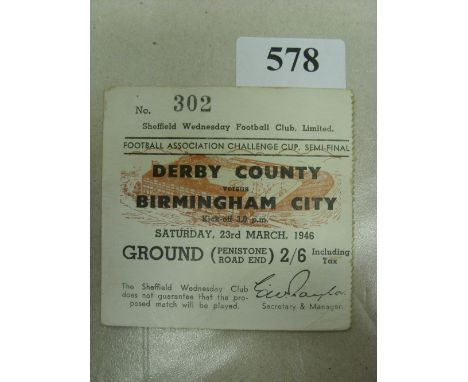 578
No. 302
Sheffield Wednesday Football Club, Limited.
FOOTBALL ASSOCIATION CHALLENGE CUP, SEMI-FINAL
DERBY COUNTY
versus
BIRMINGHAM CITY
Kick-off 3.0 p.m.
SATURDAY, 23RD MARCH, 1946
GROUND (PENISTONE ROAD END) 2/6 Including Tax
The Sheffield Wednesday Club
does not guarantee that the pro-
posed match will be played.
Secretary & Manager.